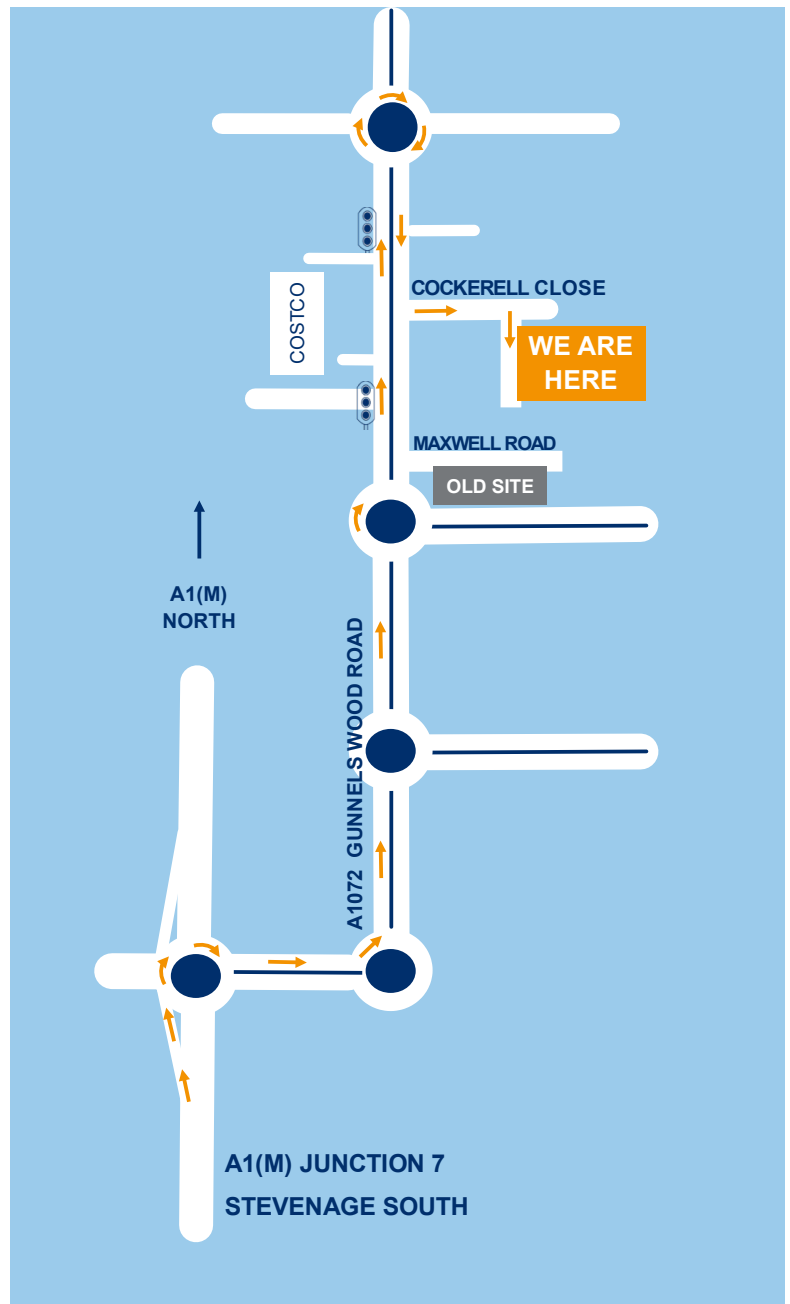 COCKERELL CLOSE
COSTCO
WE ARE
HERE
MAXWELL ROAD
OLD SITE
A1(M)
NORTH
A1072 GUNNELS WOOD ROAD
A1(M) JUNCTION 7
STEVENAGE SOUTH